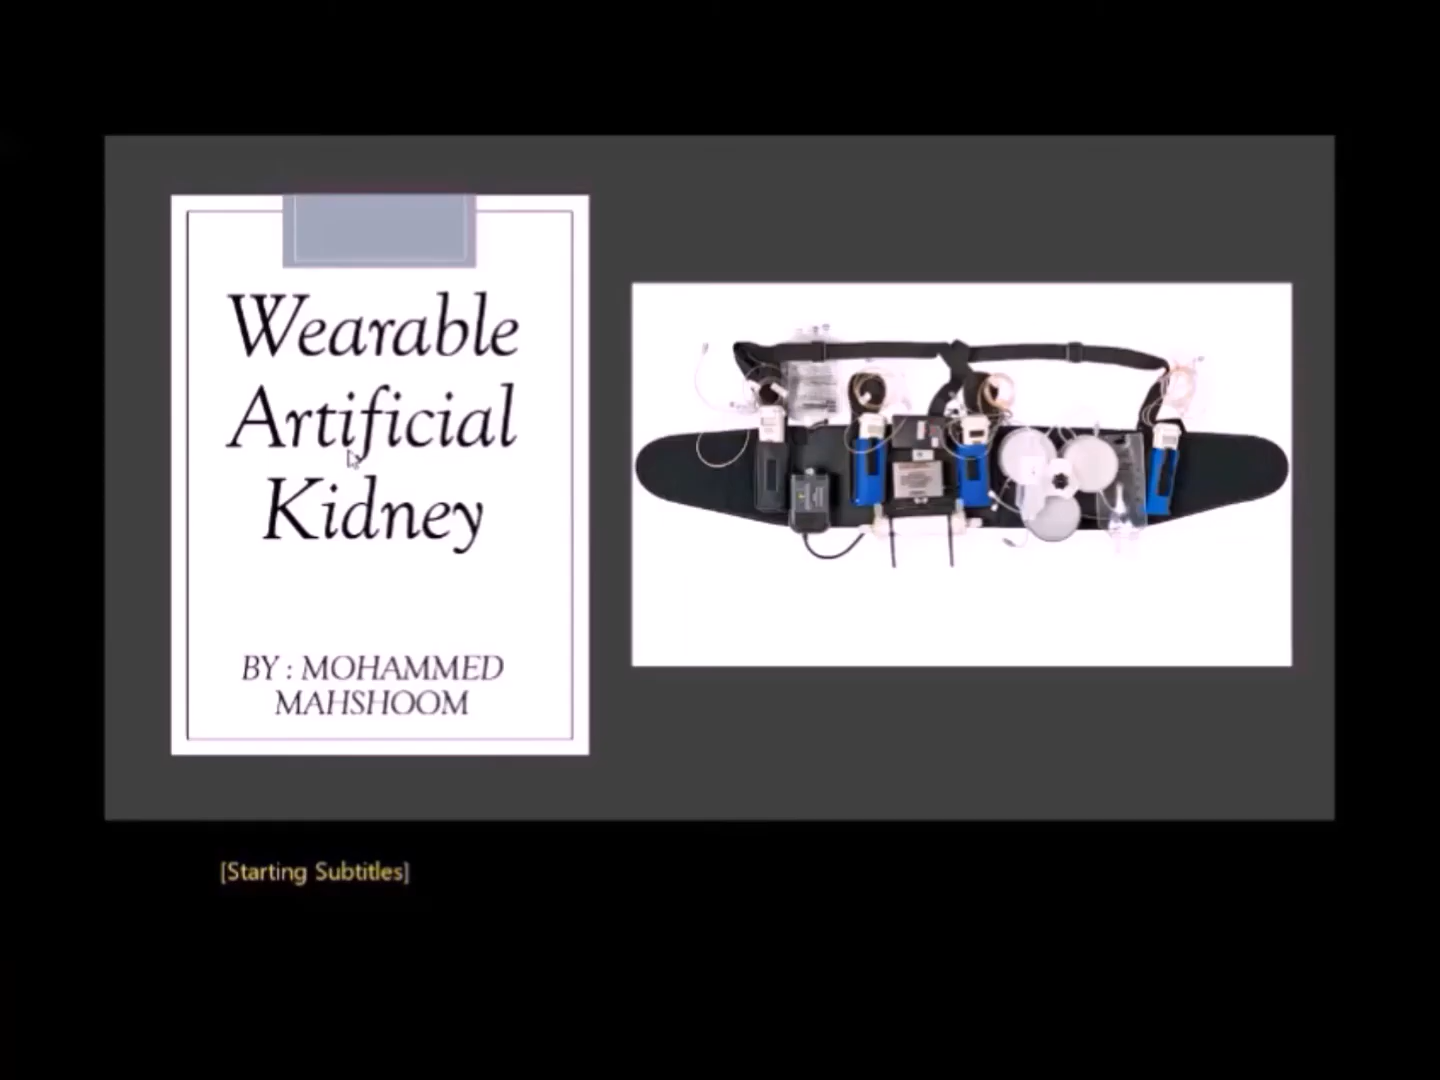 Wearable
Artificial
Kidney
BY : MOHAMMED
MAHSHOOM
[Starting Subtitles]